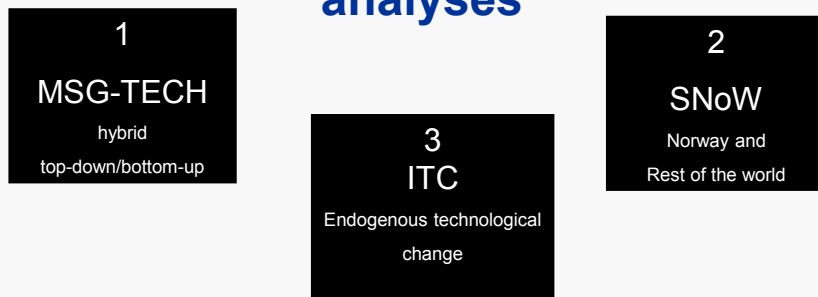 analyses
1
MSG-TECH
hybrid
top-down/bottom-up
2
SNoW
Norway and
Rest of the world
3
ITC
Endogenous technological
change